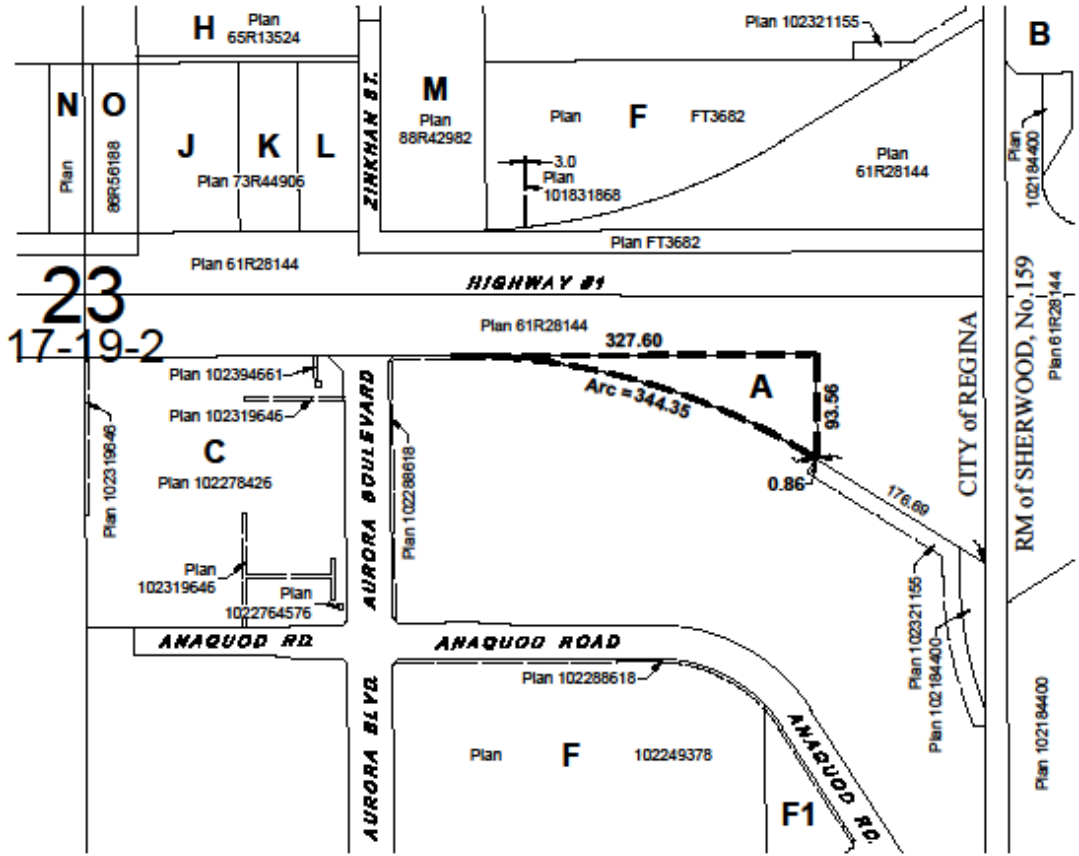 H
Plan
65R13524
Plan 102321155
B
N
O
Plan
86R56188
J
K
L
Plan 73R44906
ZINKHAN ST.
M
Plan
88R42982
Plan
F
FT3682
3.0
Plan
101831868
Plan
61R28144
Plan
102184400
Plan FT3682
Plan 61R28144
HIGHWAY #1
23
17-19-2
Plan 61R28144
327.60
A
Arc = 344.35
93.56
0.86
176.69
CITY of REGINA
RM of SHERWOOD, No.159
Plan 61R28144
Plan 102394661
Plan 102319646
Plan 102319646
C
Plan 102278426
AURORA BOULEVARD
Plan 102288618
Plan
102319646
Plan
1022764576
ANAQUOD RD.
ANAQUOD ROAD
Plan 102288618
Plan 102321155
Plan 102184400
Plan 102184400
AURORA BLVD.
Plan
F
102249378
F1
ANAQUOD RD.